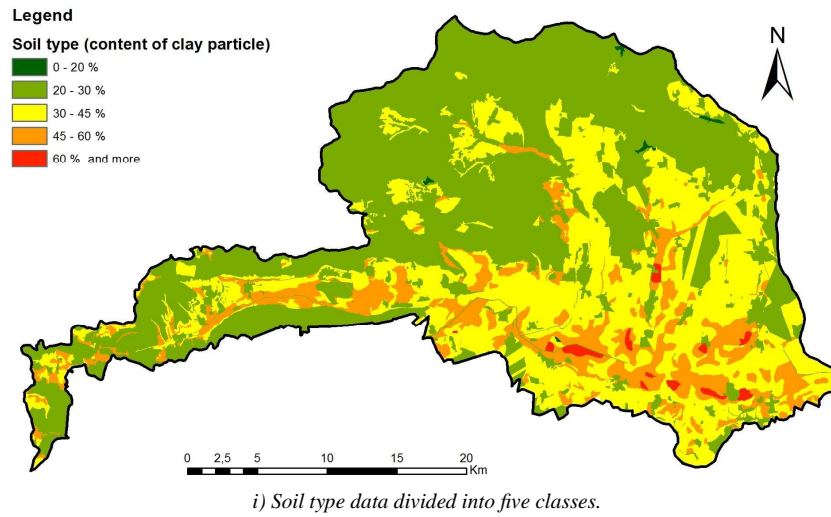 Legend
Soil type (content of clay particle)
0 - 20 %
20 - 30 %
30 - 45 %
45 - 60 %
60 % and more
N
0 2,5 5 10 15 20
Km
i) Soil type data divided into five classes.